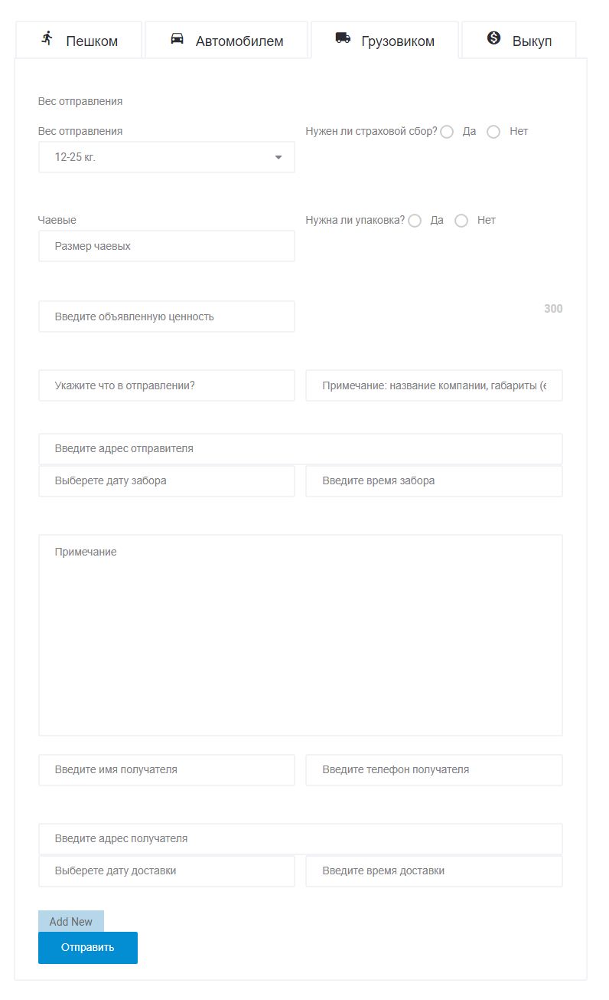 Пешком Автомобилем Грузовиком Выкуп
Вес отправления
Вес отправления Нужен ли страховой сбор? Да Нет
12-25 кг.
Чаевые Нужна ли упаковка? Да Нет
Размер чаевых
Введите объявленную ценность 300
Укажите что в отправлении? Примечание: название компании, габариты (е
Введите адрес отправителя
Выберете дату забора Введите время забора
Примечание
Введите имя получателя Введите телефон получателя
Введите адрес получателя
Выберете дату доставки Введите время доставки
Add New
Отправить